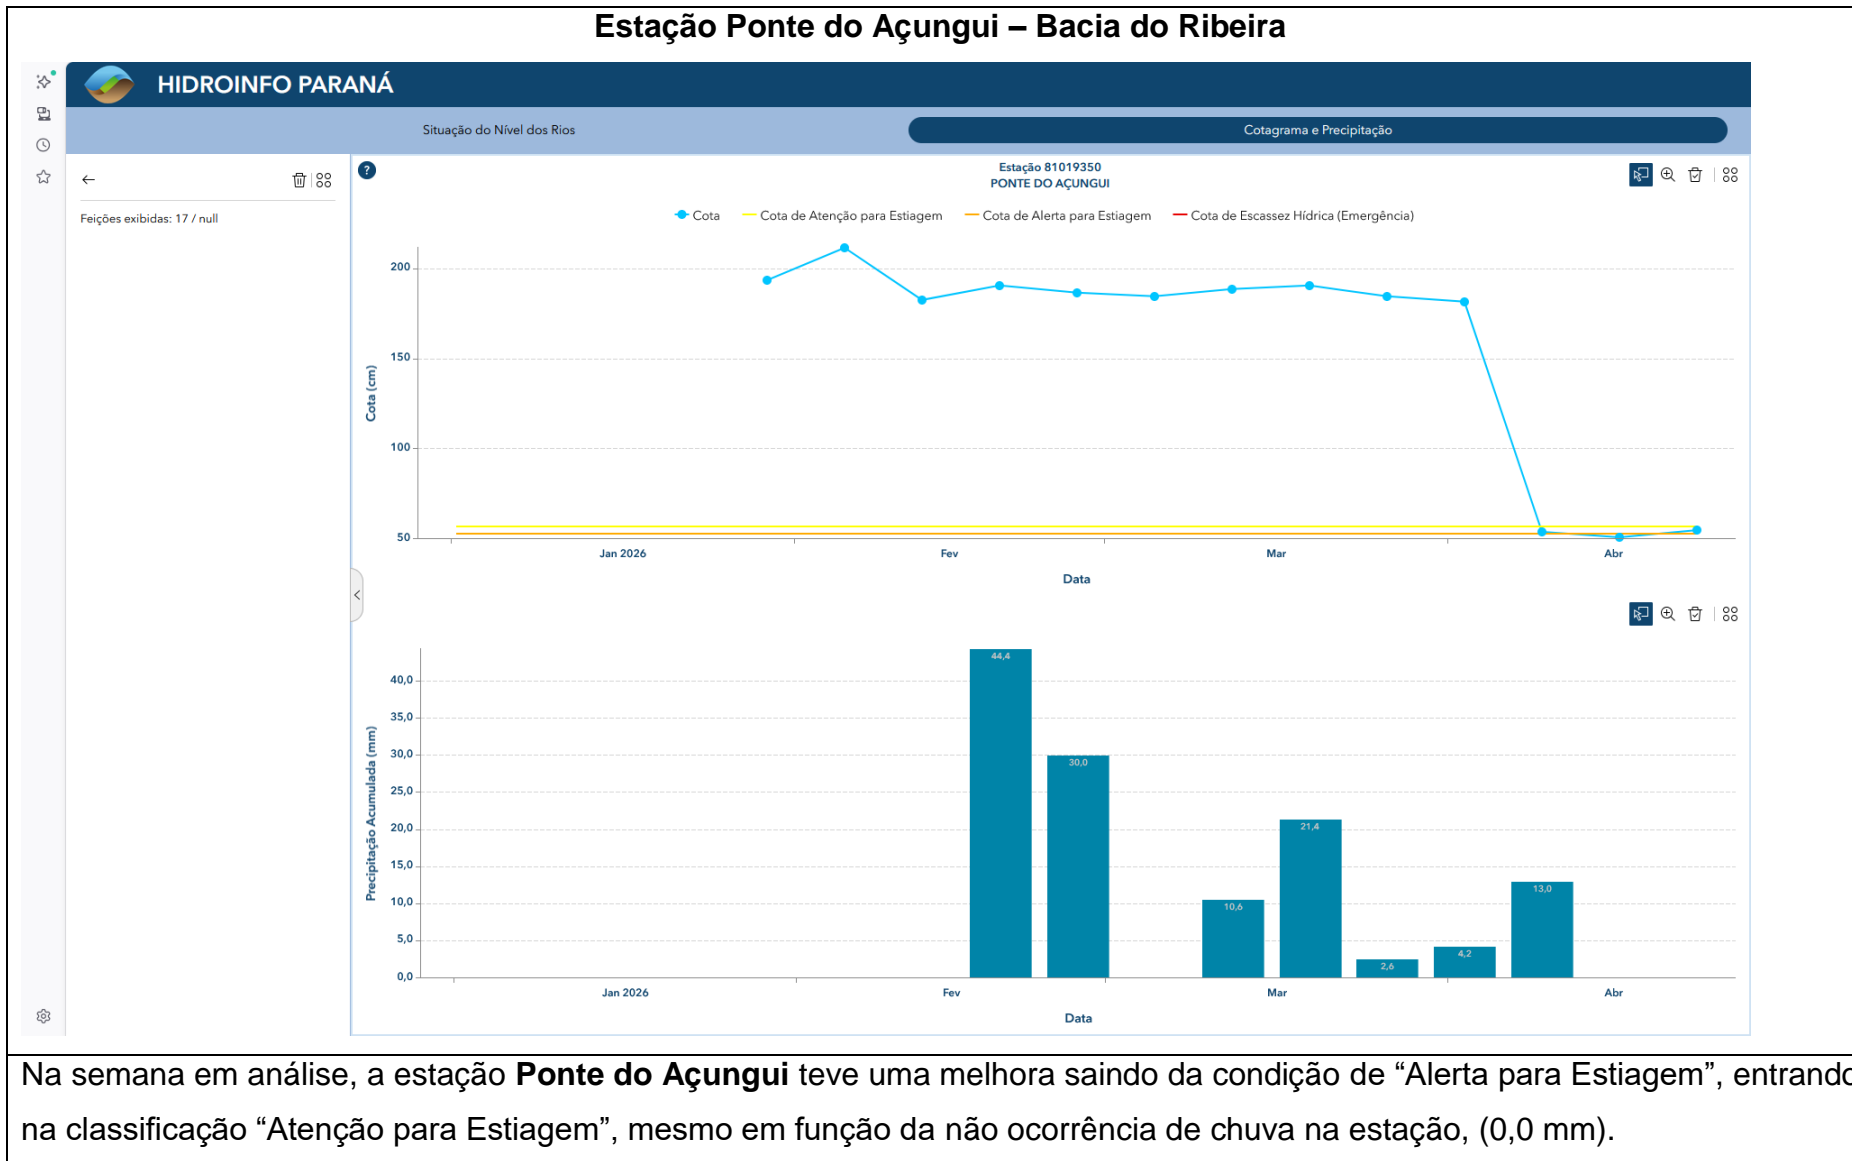 Estação Ponte do Açungui – Bacia do Ribeira
HIDROINFO PARANÁ
Situação do Nível dos Rios
Cotagrama e Precipitação
Feições exibidas: 17 / null
?
Estação 81019350
PONTE DO AÇUNGUI
Cota
Cota de Atenção para Estiagem
Cota de Alerta para Estiagem
Cota de Escassez Hídrica (Emergência)
Cota (cm)
200
150
100
50
Jan 2026
Fev
Mar
Abr
Data
Precipitação Acumulada (mm)
40,0
35,0
30,0
25,0
20,0
15,0
10,0
5,0
0,0
44,4
30,0
10,6
21,4
2,6
4,2
13,0
Jan 2026
Fev
Mar
Abr
Data
Na semana em análise, a estação Ponte do Açungui teve uma melhora saindo da condição de “Alerta para Estiagem”, entrando
na classificação “Atenção para Estiagem”, mesmo em função da não ocorrência de chuva na estação, (0,0 mm).